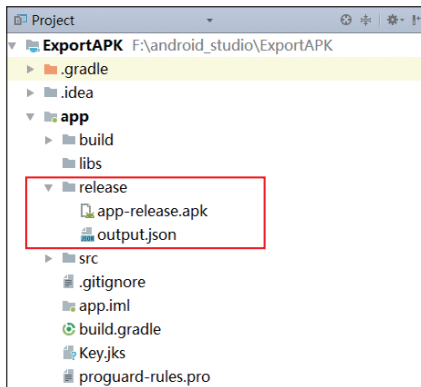 Project
ExportAPK F:\android_studio\ExportAPK
.gradle
.idea
app
build
libs
release
app-release.apk
output.json
src
.gitignore
app.iml
build.gradle
Key.jks
proguard-rules.pro